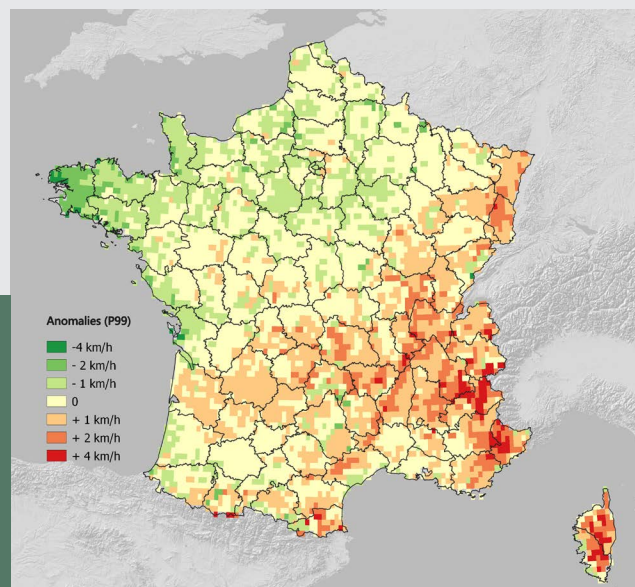 Anomalies (P99)
-4 km/h
- 2 km/h
- 1 km/h
0
+ 1 km/h
+ 2 km/h
+ 4 km/h